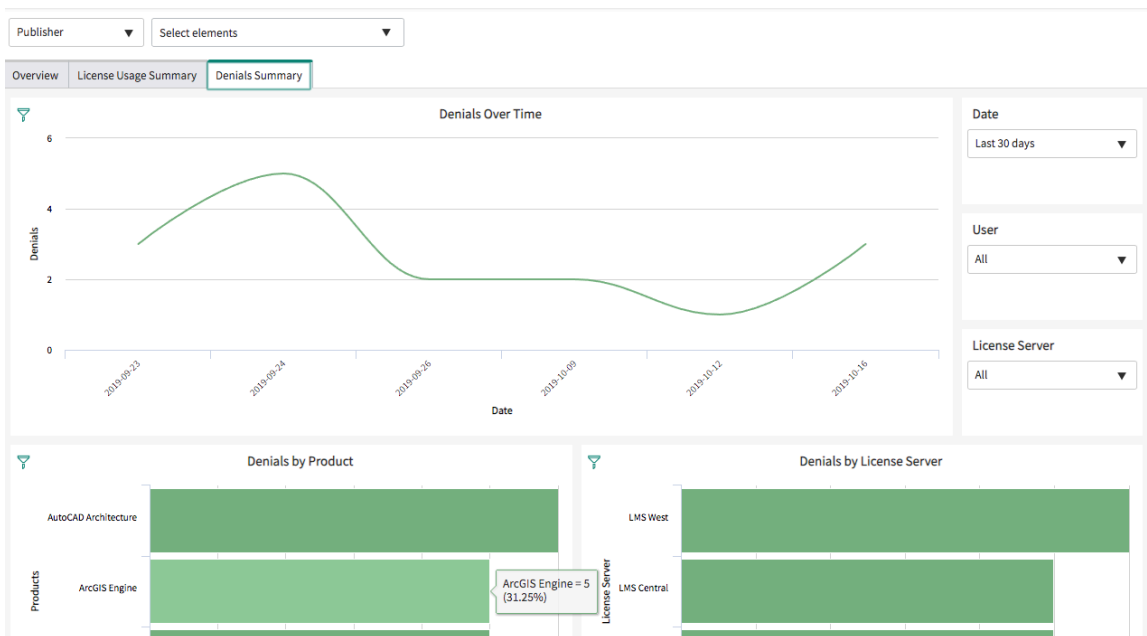 Publisher
Select elements
Overview
License Usage Summary
Denials Summary
Denials Over Time
6
4
2
0
Denials
2019-09-23
2019-09-24
2019-09-26
2019-10-09
2019-10-12
2019-10-16
Date
Date
Last 30 days
User
All
License Server
All
Denials by Product
AutoCAD Architecture
ArcGIS Engine
Products
ArcGIS Engine = 5
(31.25%)
Denials by License Server
LMS West
LMS Central
License Server